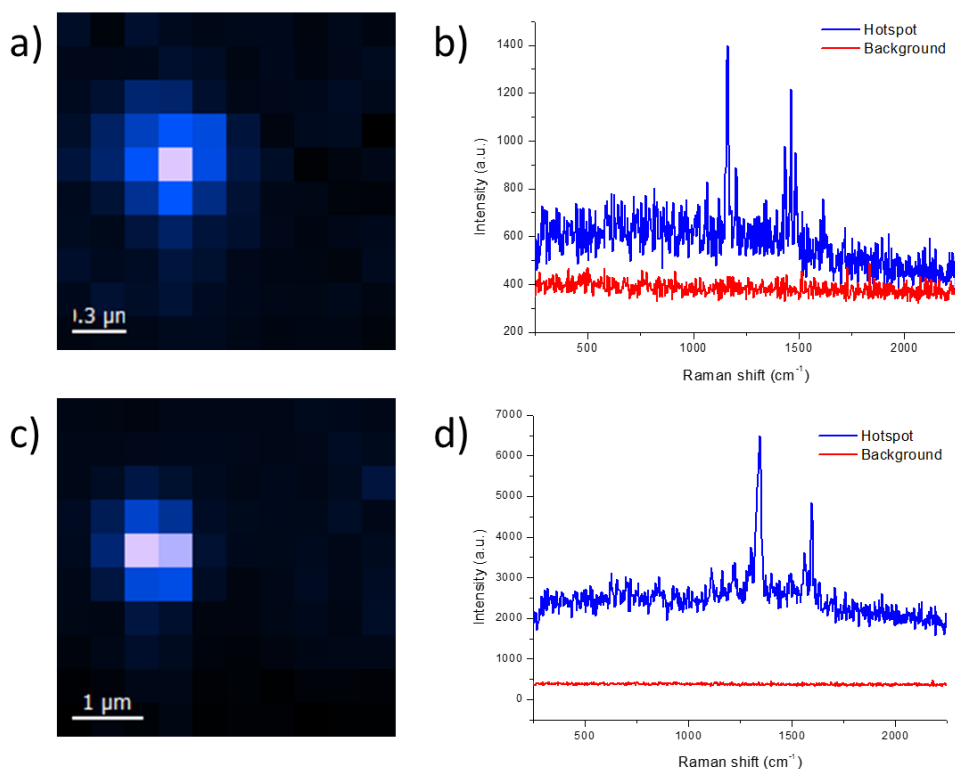 a)
.3 µm
b)
Hotspot
Background
1400
1200
1000
800
600
400
200
500
1000
1500
2000
Intensity (a.u.)
Raman shift (cm⁻¹)
c)
1 µm
d)
Hotspot
Background
7000
6000
5000
4000
3000
2000
1000
0
500
1000
1500
2000
Intensity (a.u.)
Raman shift (cm⁻¹)